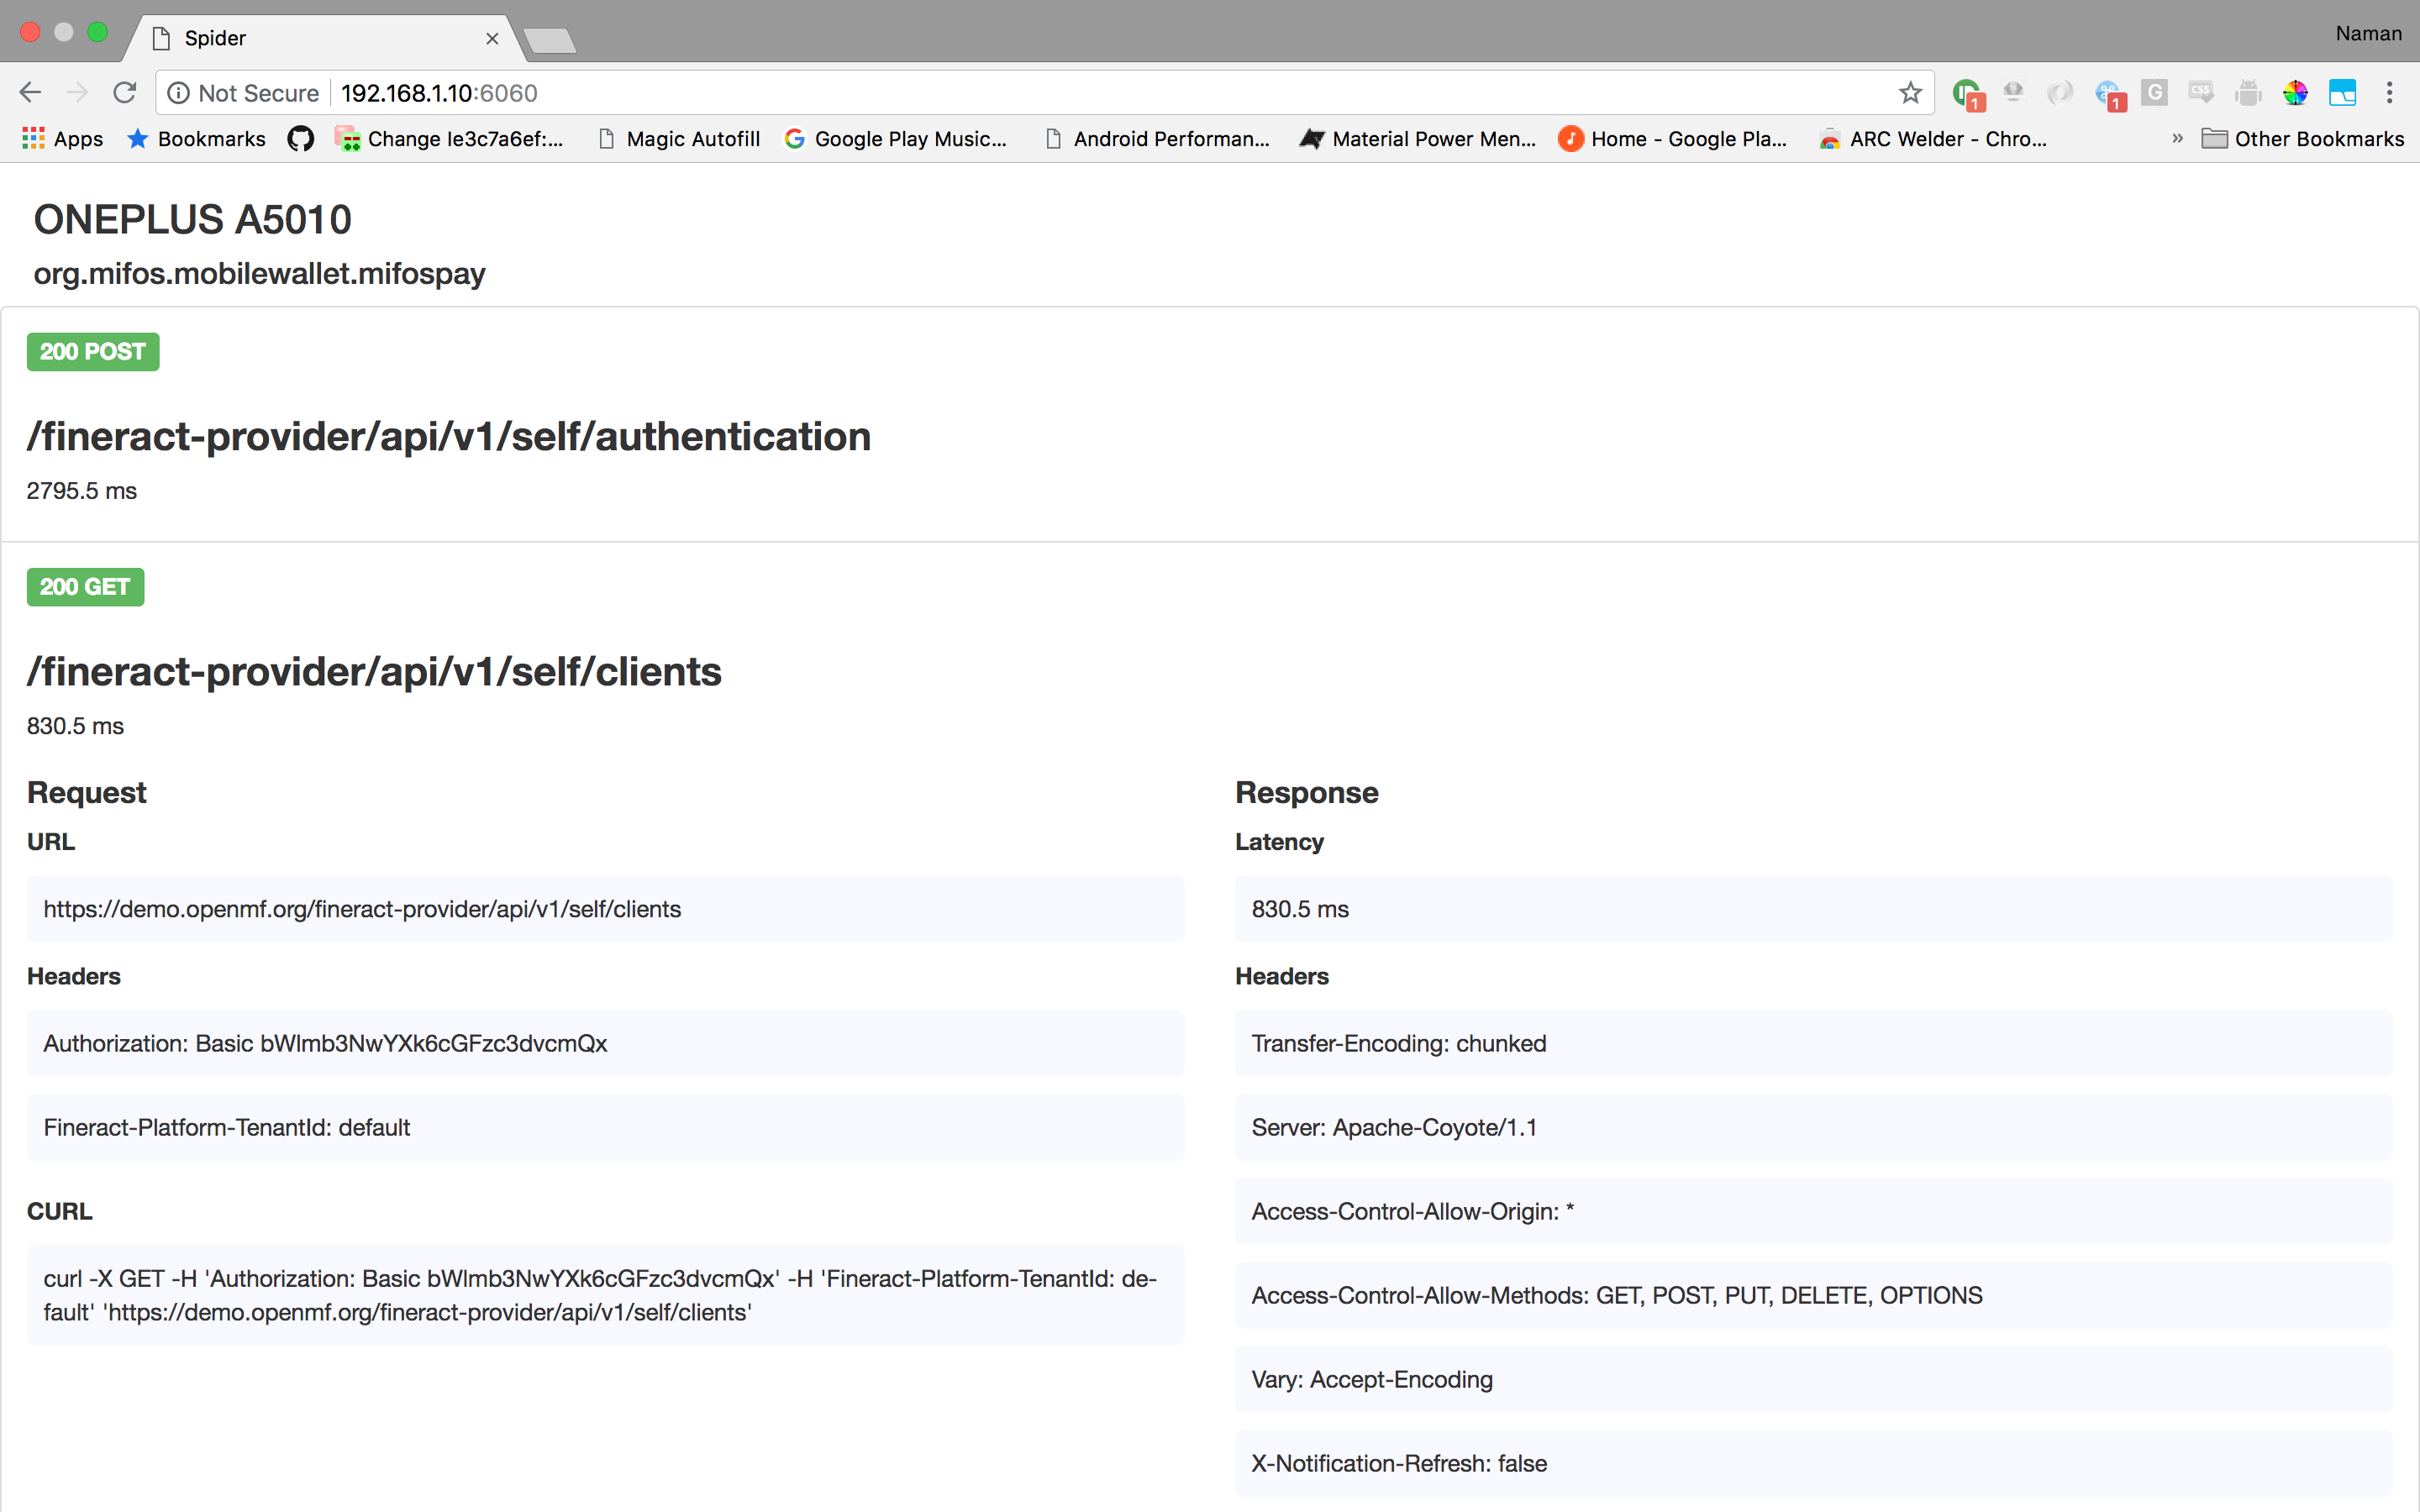 Spider
Naman
Not Secure 192.168.1.10:6060
Apps Bookmarks Change Ie3c7a6ef:... Magic Autofill Google Play Music... Android Performan... Material Power Men... Home - Google Pla... ARC Welder - Chro... » Other Bookmarks
ONEPLUS A5010
org.mifos.mobilewallet.mifospay
200 POST
/fineract-provider/api/v1/self/authentication
2795.5 ms
200 GET
/fineract-provider/api/v1/self/clients
830.5 ms
Request
URL
https://demo.openmf.org/fineract-provider/api/v1/self/clients
Headers
Authorization: Basic bWlmb3NwYXk6cGFzc3dvcmQx
Fineract-Platform-TenantId: default
CURL
curl -X GET -H 'Authorization: Basic bWlmb3NwYXk6cGFzc3dvcmQx' -H 'Fineract-Platform-TenantId: de-
fault' 'https://demo.openmf.org/fineract-provider/api/v1/self/clients'
Response
Latency
830.5 ms
Headers
Transfer-Encoding: chunked
Server: Apache-Coyote/1.1
Access-Control-Allow-Origin: *
Access-Control-Allow-Methods: GET, POST, PUT, DELETE, OPTIONS
Vary: Accept-Encoding
X-Notification-Refresh: false